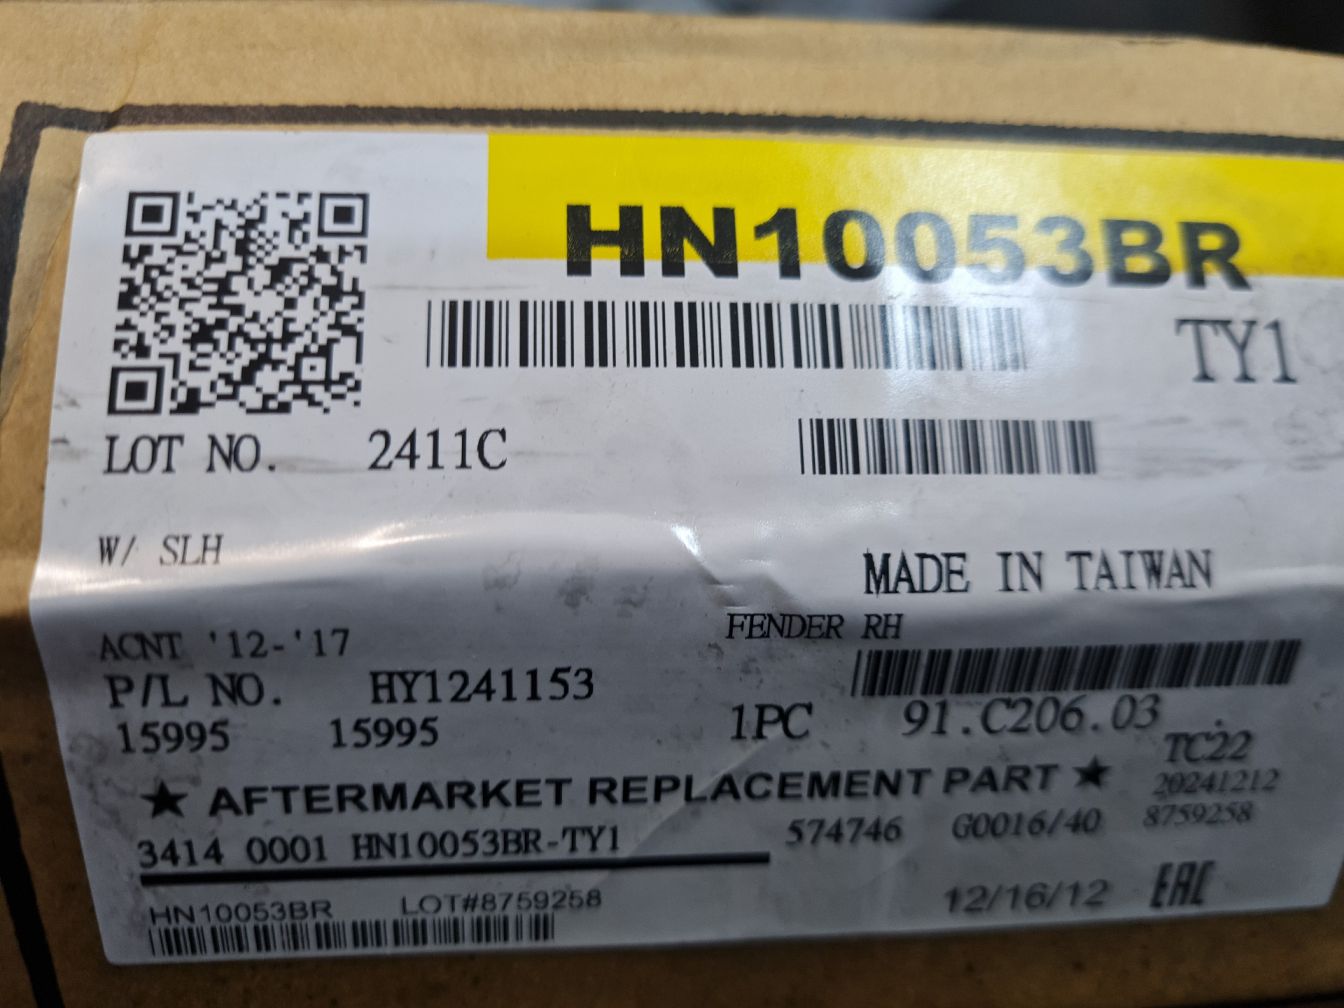 HN10053BR
TY1
LOT NO. 2411C
W/ SLH
MADE IN TAIWAN
FENDER RH
ACNT '12-'17
P/L NO. HY1241153
15995 15995
1PC 91.C206.03
TC22
★ AFTERMARKET REPLACEMENT PART ★
20241212
3414 0001 HN10053BR-TY1
574746 G0016/40 8759258
HN10053BR LOT#8759258
12/16/12 EAC